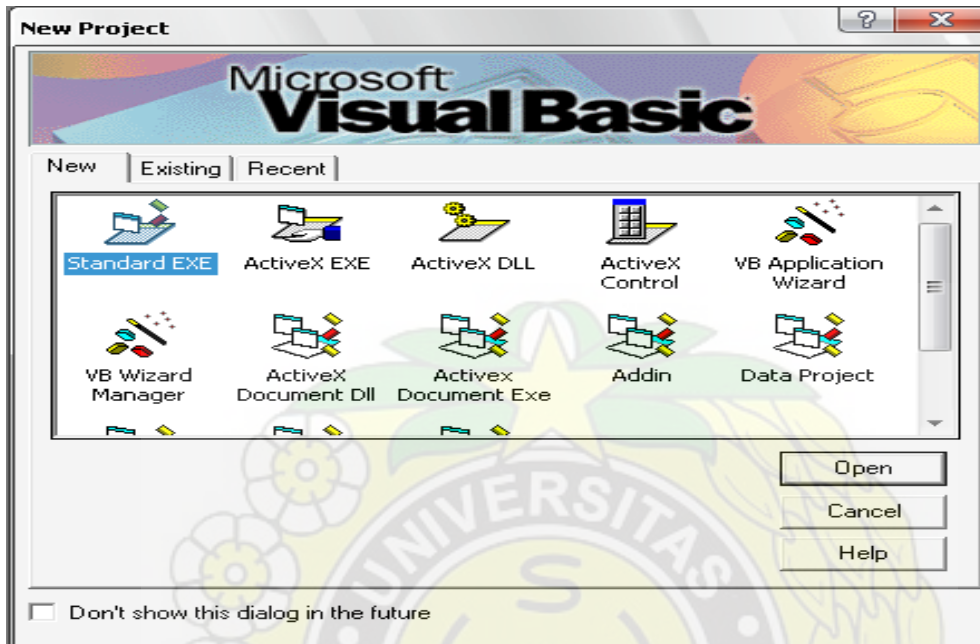 New Project
Microsoft
Visual Basic
New Existing Recent
Standard EXE ActiveX EXE ActiveX DLL ActiveX Control VB Application Wizard
VB Wizard Manager ActiveX Document Dll Activex Document Exe Addin Data Project
Open
Cancel
Help
Don't show this dialog in the future
UNIVERSITAS
S